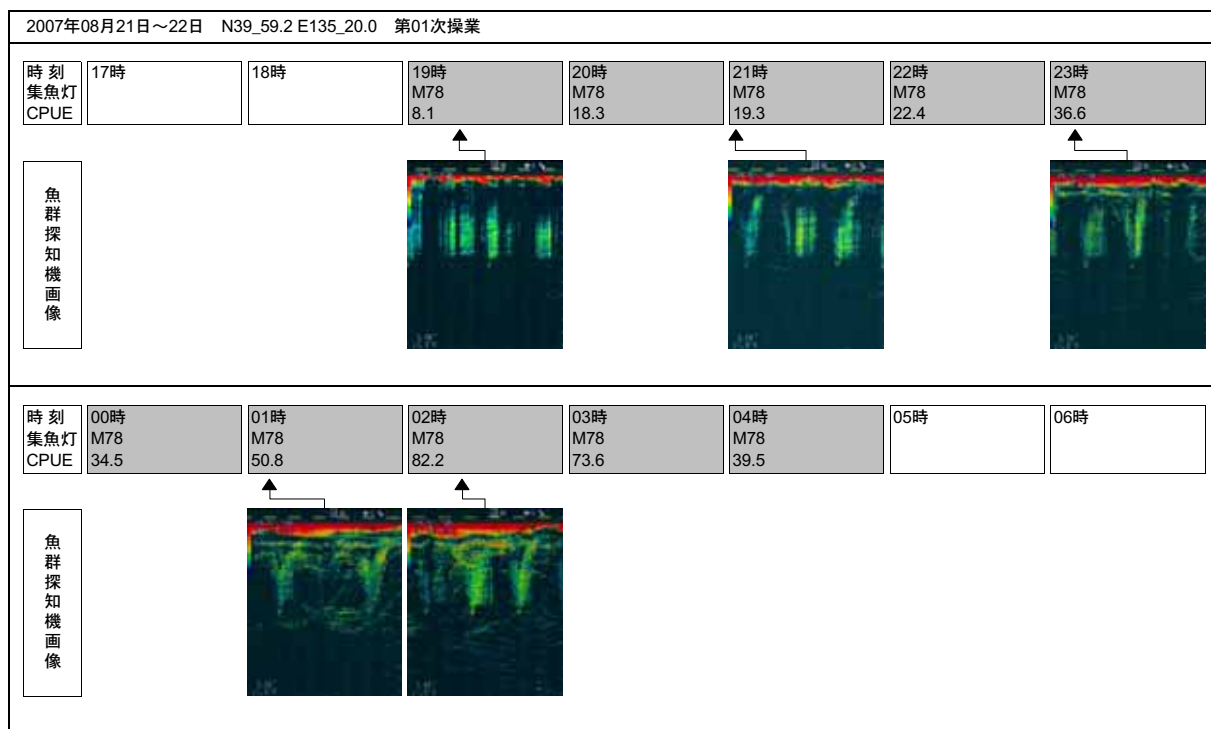 2007年08月21日～22日　N39_59.2 E135_20.0　第01次操業
時刻 17時 18時 19時 20時 21時 22時 23時
集魚灯 M78 M78 M78 M78 M78
CPUE 8.1 18.3 19.3 22.4 36.6
魚群探知機画像
時刻 00時 01時 02時 03時 04時 05時 06時
集魚灯 M78 M78 M78 M78 M78
CPUE 34.5 50.8 82.2 73.6 39.5
魚群探知機画像